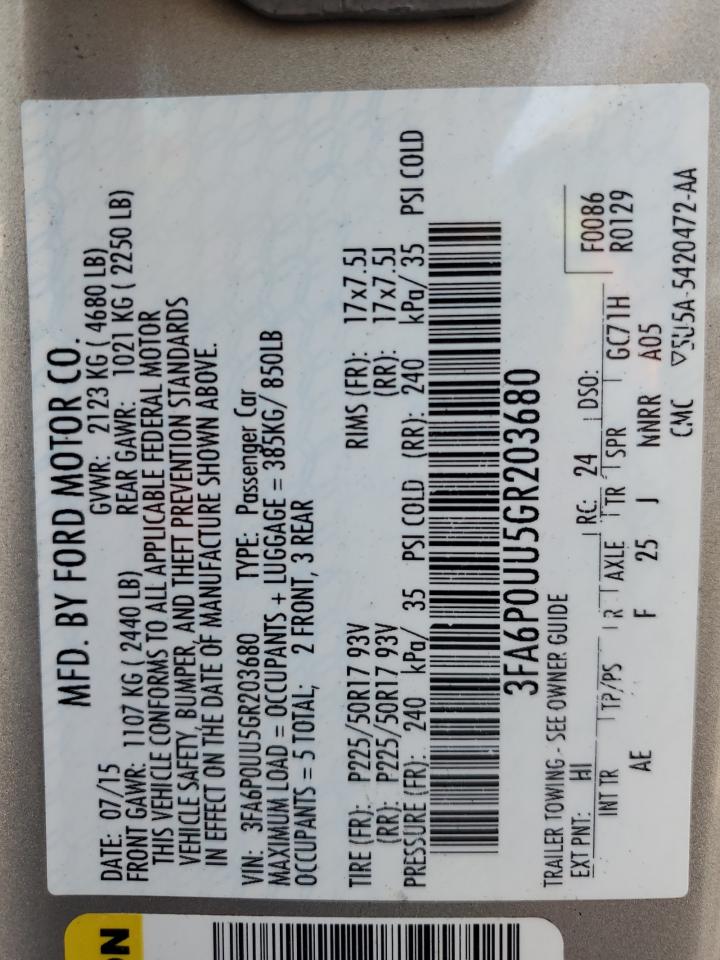 MFD. BY FORD MOTOR CO.
DATE: 07/15 GVWR: 2123 KG ( 4680 LB)
FRONT GAWR: 1107 KG ( 2440 LB) REAR GAWR: 1021 KG ( 2250 LB)
THIS VEHICLE CONFORMS TO ALL APPLICABLE FEDERAL MOTOR
VEHICLE SAFETY, BUMPER, AND THEFT PREVENTION STANDARDS
IN EFFECT ON THE DATE OF MANUFACTURE SHOWN ABOVE.
VIN: 3FA6P0UU5GR203680 TYPE: Passenger Car
MAXIMUM LOAD = OCCUPANTS + LUGGAGE = 385KG/ 850LB
OCCUPANTS = 5 TOTAL; 2 FRONT, 3 REAR
TIRE (FR): P225/50R17 93V RIMS (FR): 17x7.5J
(RR): P225/50R17 93V (RR): 17x7.5J
PRESSURE (FR): 240 kPa/ 35 PSI COLD (RR): 240 kPa/ 35 PSI COLD
3FA6P0UU5GR203680
TRAILER TOWING - SEE OWNER GUIDE F0086
EXT PNT: HI RC: 24 DSO: R0129
INT TR TP/PS R AXLE TR SPR GC71H
AE F 25 J NNRR A05
CMC 5U5A-5420472-AA
ON